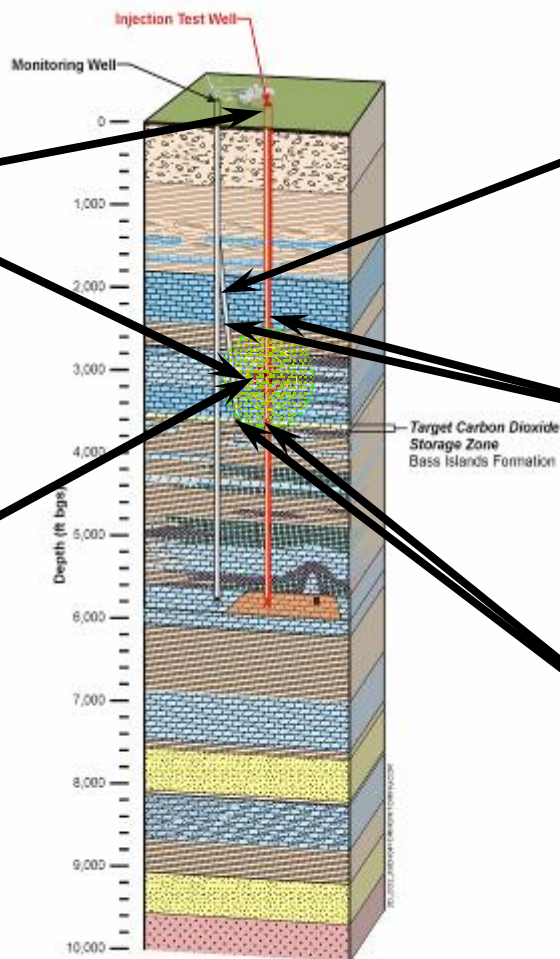 Injection Test Well
Monitoring Well
0
1,000
2,000
3,000
4,000
5,000
6,000
7,000
8,000
9,000
10,000
Depth (ft bgs)
Target Carbon Dioxide
Storage Zone
Bass Islands Formation